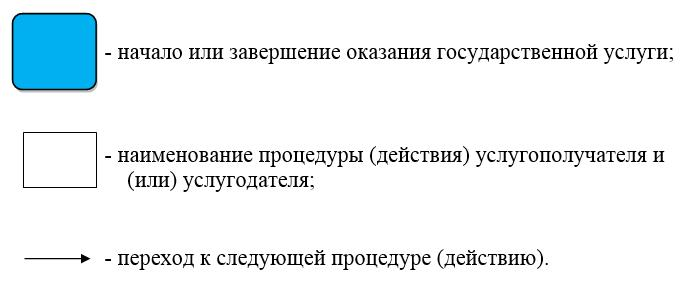 - начало или завершение оказания государственной услуги;
- наименование процедуры (действия) услугополучателя и
(или) услугодателя;
- переход к следующей процедуре (действию).